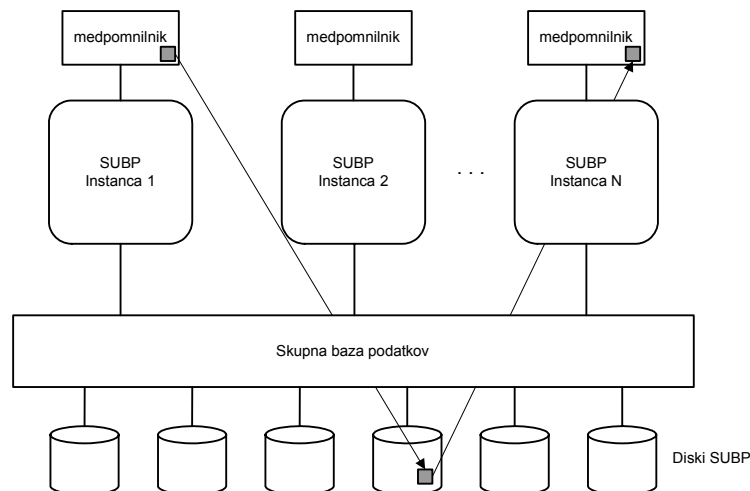 medpomnilnik
medpomnilnik
medpomnilnik
SUBP
Instanca 1
SUBP
Instanca 2
. . .
SUBP
Instanca N
Skupna baza podatkov
Diski SUBP